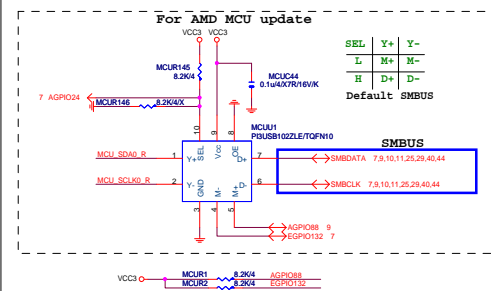 For AMD MCU update
VCC3 VCC3
SEL Y+ Y-
L M+ M-
H D+ D-
Default SMBUS
MCUR145
8.2K/4
MCUC44
0.1u/4/X7R/16V/K
7 AGPIO24
MCUR146 8.2K/4/X
MCUU1
PI3USB102ZLE/TQFN10
10 9 8
SEL Vcc OE
MCU_SDA0_R 1 Y+ D+ 7 SMBDATA 7,9,10,11,25,29,40,44
SMBUS
MCU_SCLK0_R 2 Y- D- 6 SMBCLK 7,9,10,11,25,29,40,44
GND M- M+
3 4 5
AGPIO88 9
EGPIO132 7
VCC3 MCUR1 8.2K/4 AGPIO88
MCUR2 8.2K/4 EGPIO132